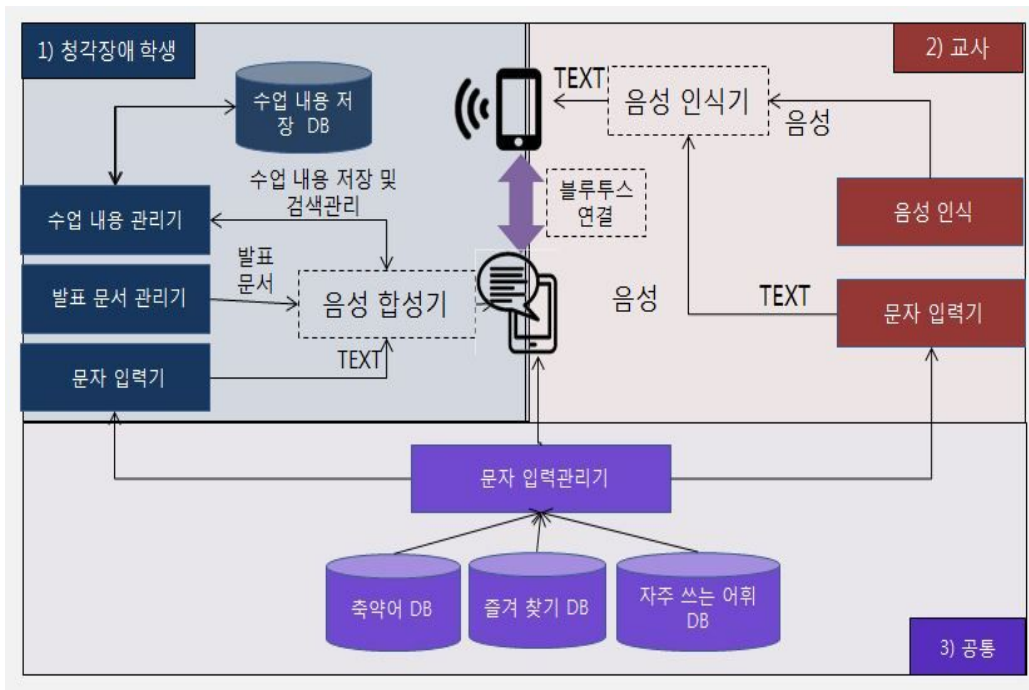 1) 청각장애 학생
2) 교사
수업 내용 저
장 DB
TEXT
음성 인식기
음성
수업 내용 저장 및
검색관리
블루투스
연결
수업 내용 관리기
음성 인식
발표
문서
발표 문서 관리기
음성 합성기
음성
TEXT
문자 입력기
TEXT
문자 입력기
문자 입력관리기
축약어 DB
즐겨 찾기 DB
자주 쓰는 어휘
DB
3) 공통